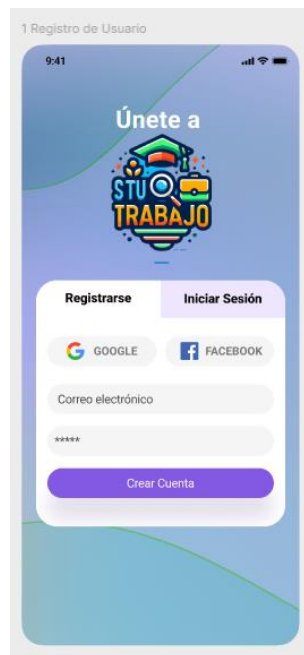 1 Registro de Usuario
9:41
Únete a
STU
TRABAJO
Registrarse Iniciar Sesión
GOOGLE FACEBOOK
Correo electrónico
*****
Crear Cuenta